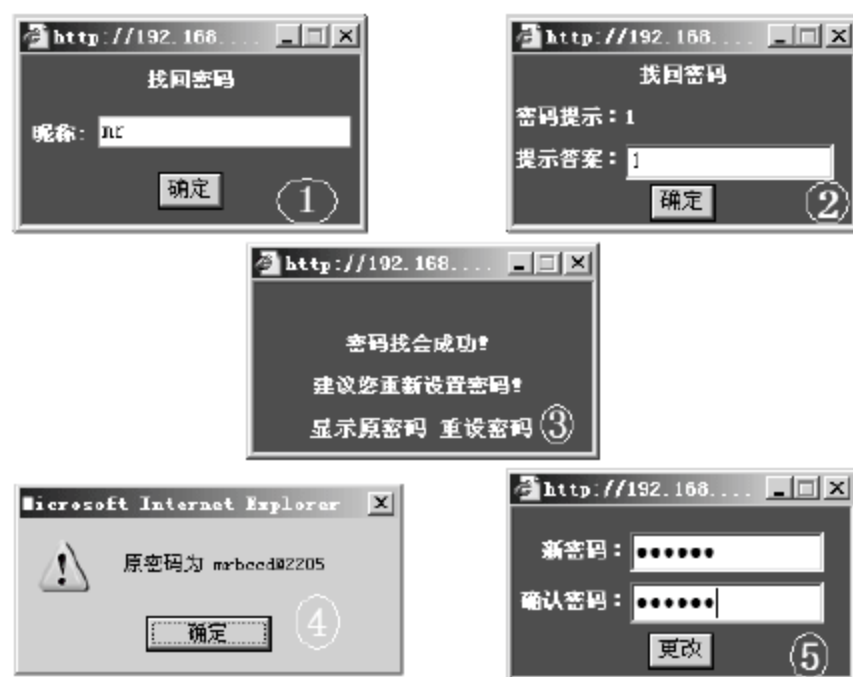 http://192.168....
找回密码
昵称: mr
确定
①
http://192.168....
找回密码
密码提示：1
提示答案：1
确定
②
http://192.168....
密码找会成功!
建议您重新设置密码!
显示原密码 重设密码
③
Microsoft Internet Explorer
原密码为
确定
④
http://192.168....
新密码：●●●●●●
确认密码：●●●●●●
更改
⑤